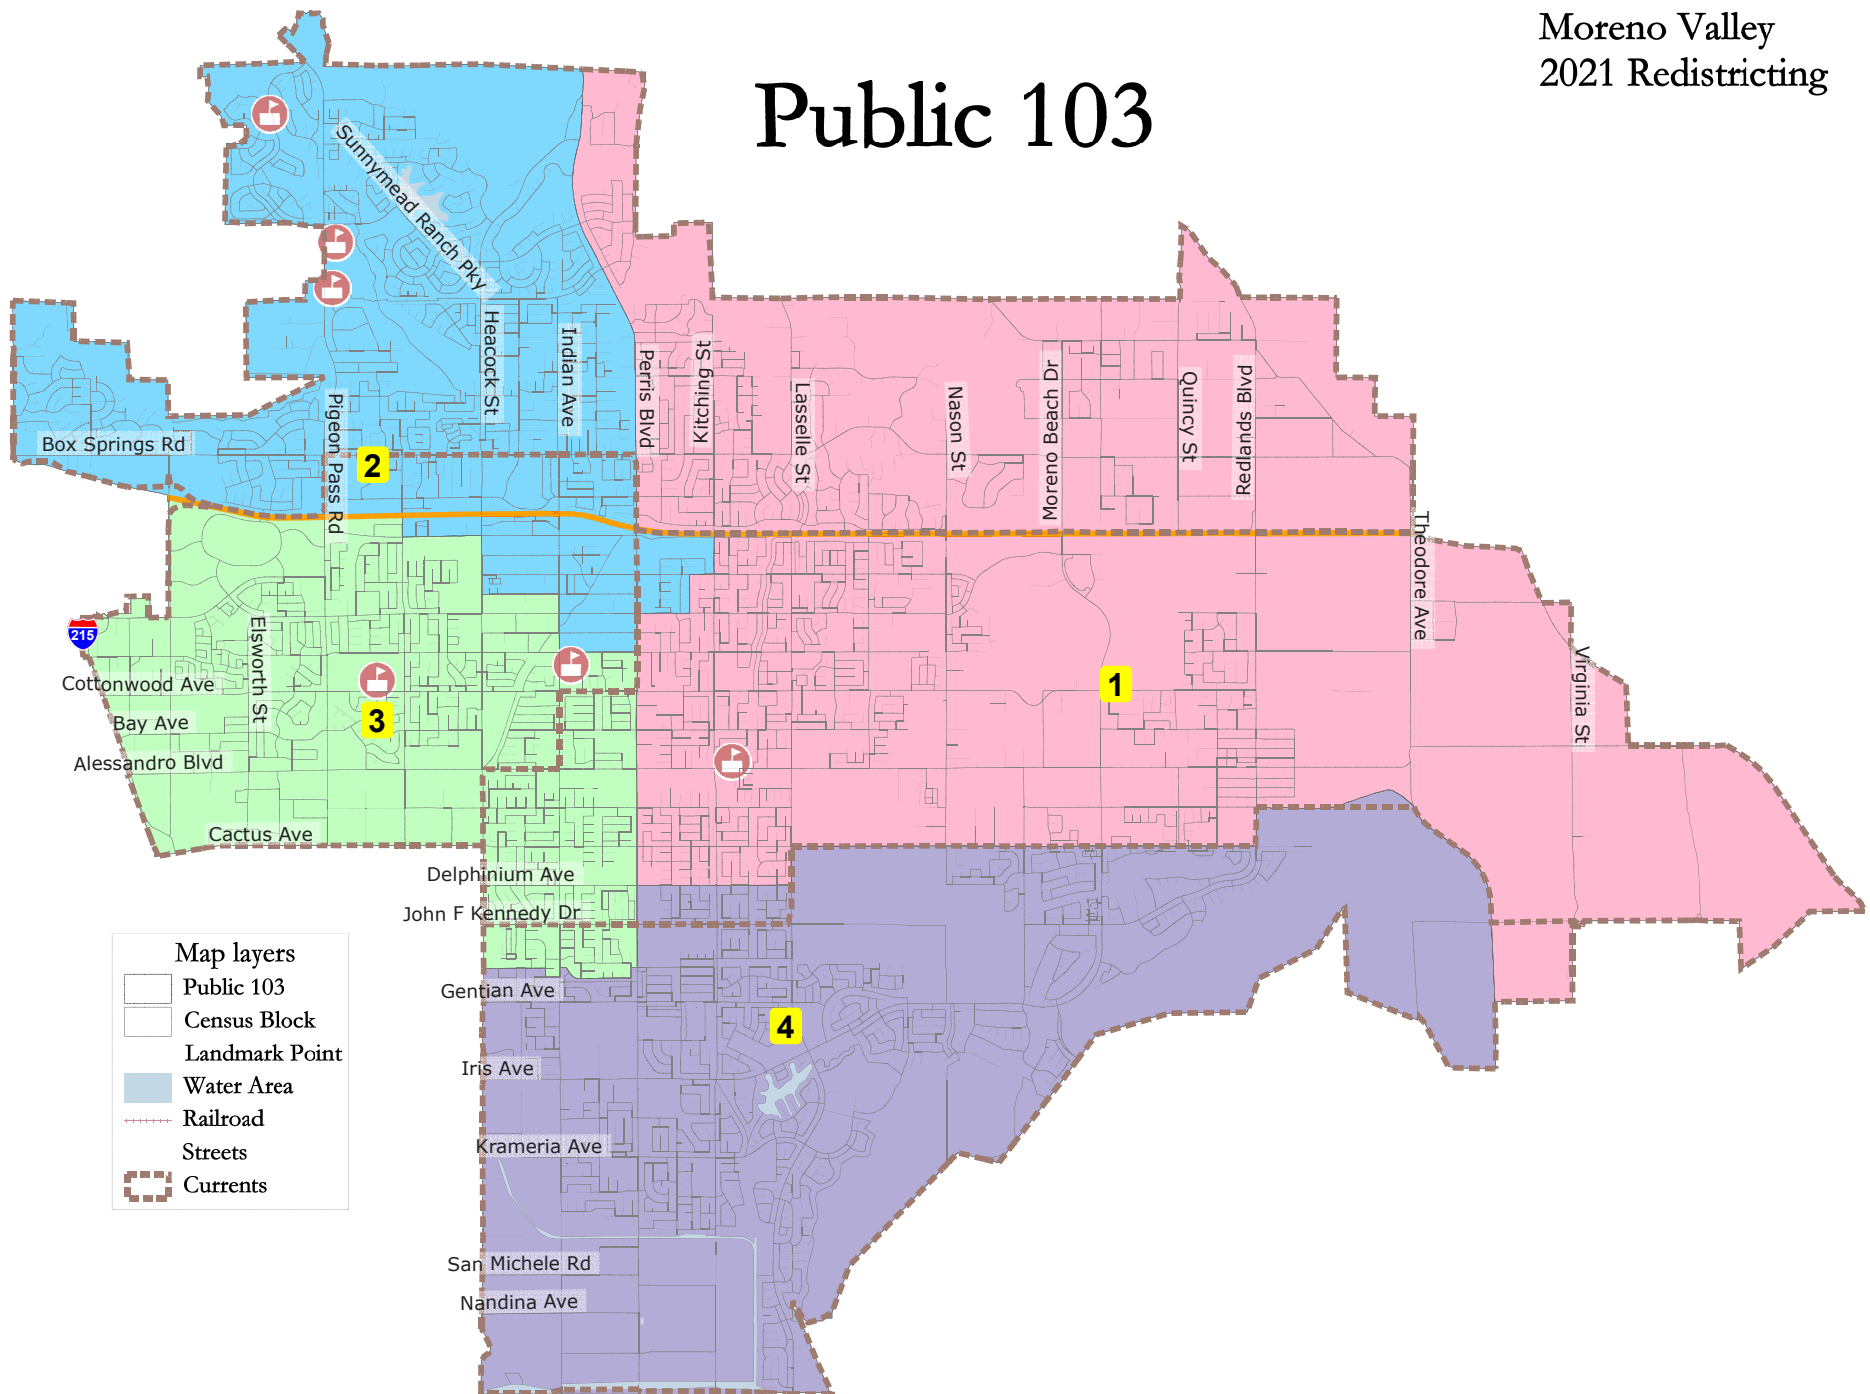 Moreno Valley
2021 Redistricting
Public 103
Sunnymead Ranch Pky
Heacock St
Indian Ave
Perris Blvd
Kitching St
Lasselle St
Nason St
Moreno Beach Dr
Quincy St
Redlands Blvd
Pigeon Pass Rd
Box Springs Rd
2
Theodore Ave
215
Elsworth St
Virginia St
Cottonwood Ave
1
Bay Ave
3
Alessandro Blvd
Cactus Ave
Delphinium Ave
John F Kennedy Dr
Gentian Ave
4
Iris Ave
Krameria Ave
San Michele Rd
Nandina Ave
Map layers
Public 103
Census Block
Landmark Point
Water Area
Railroad
Streets
Currents